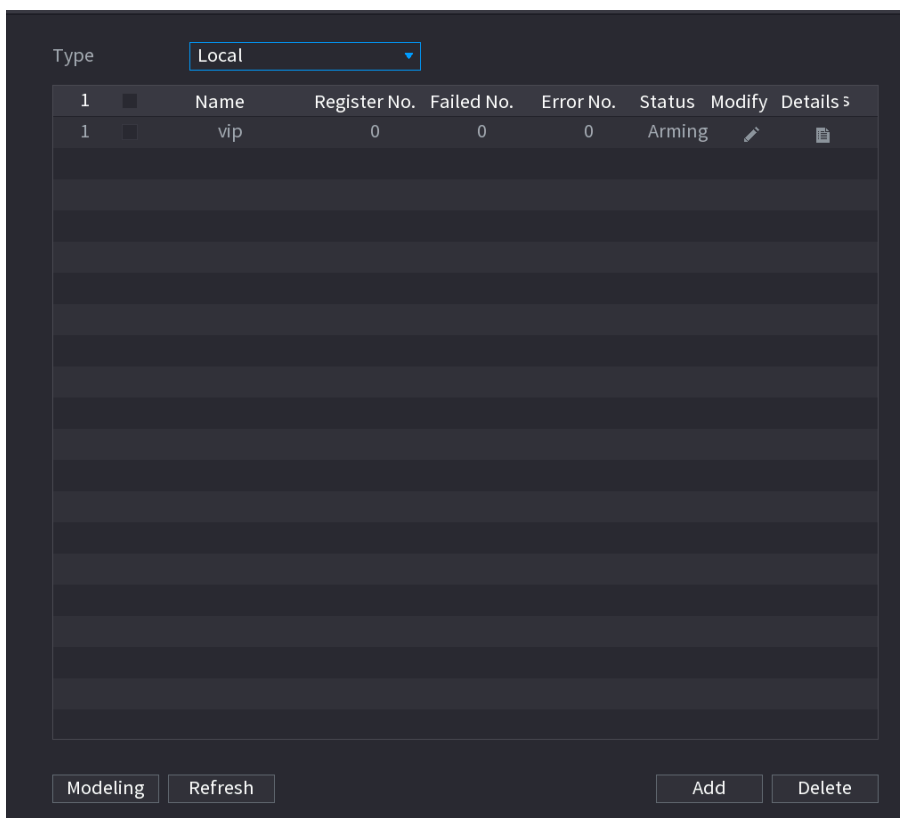 Type Local
1 Name Register No. Failed No. Error No. Status Modify Details s
1 vip 0 0 0 Arming
Modeling Refresh Add Delete